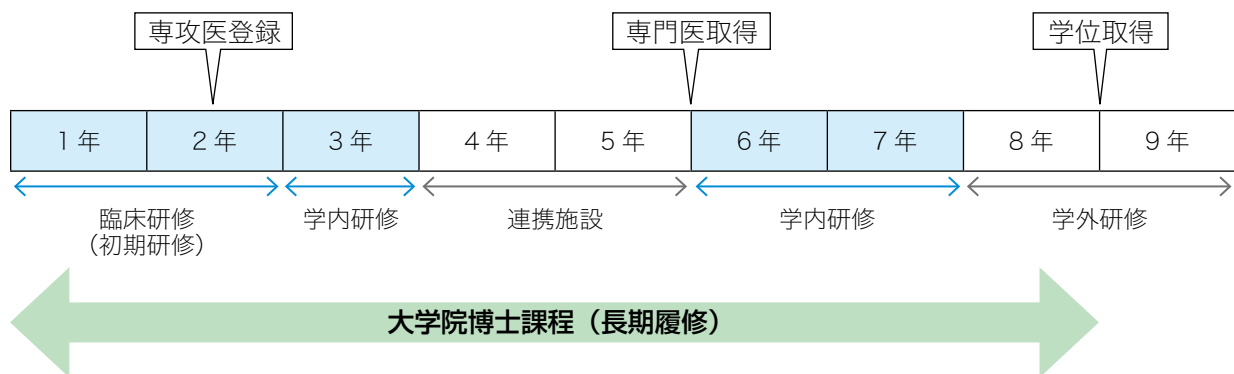 専攻医登録
専門医取得
学位取得
1 年
2 年
3 年
4 年
5 年
6 年
7 年
8 年
9 年
臨床研修
（初期研修）
学内研修
連携施設
学内研修
学外研修
大学院博士課程（長期履修）